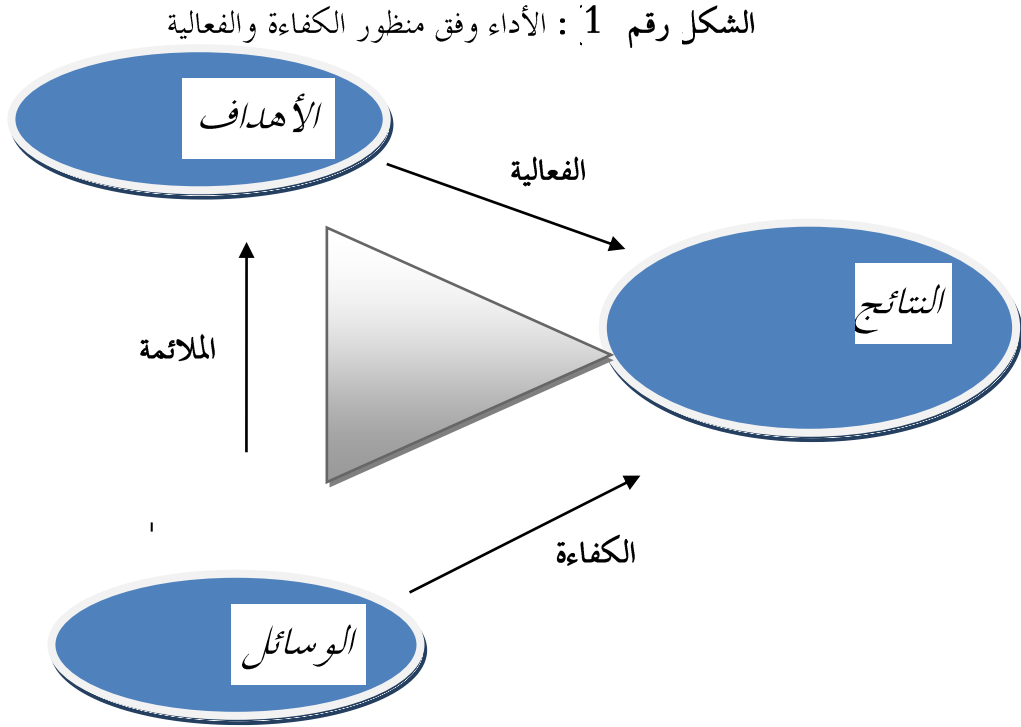 الشكل رقم 1 : الأداء وفق منظور الكفاءة والفعالية
الأهداف
الفعالية
النتائج
الملائمة
الكفاءة
الوسائل